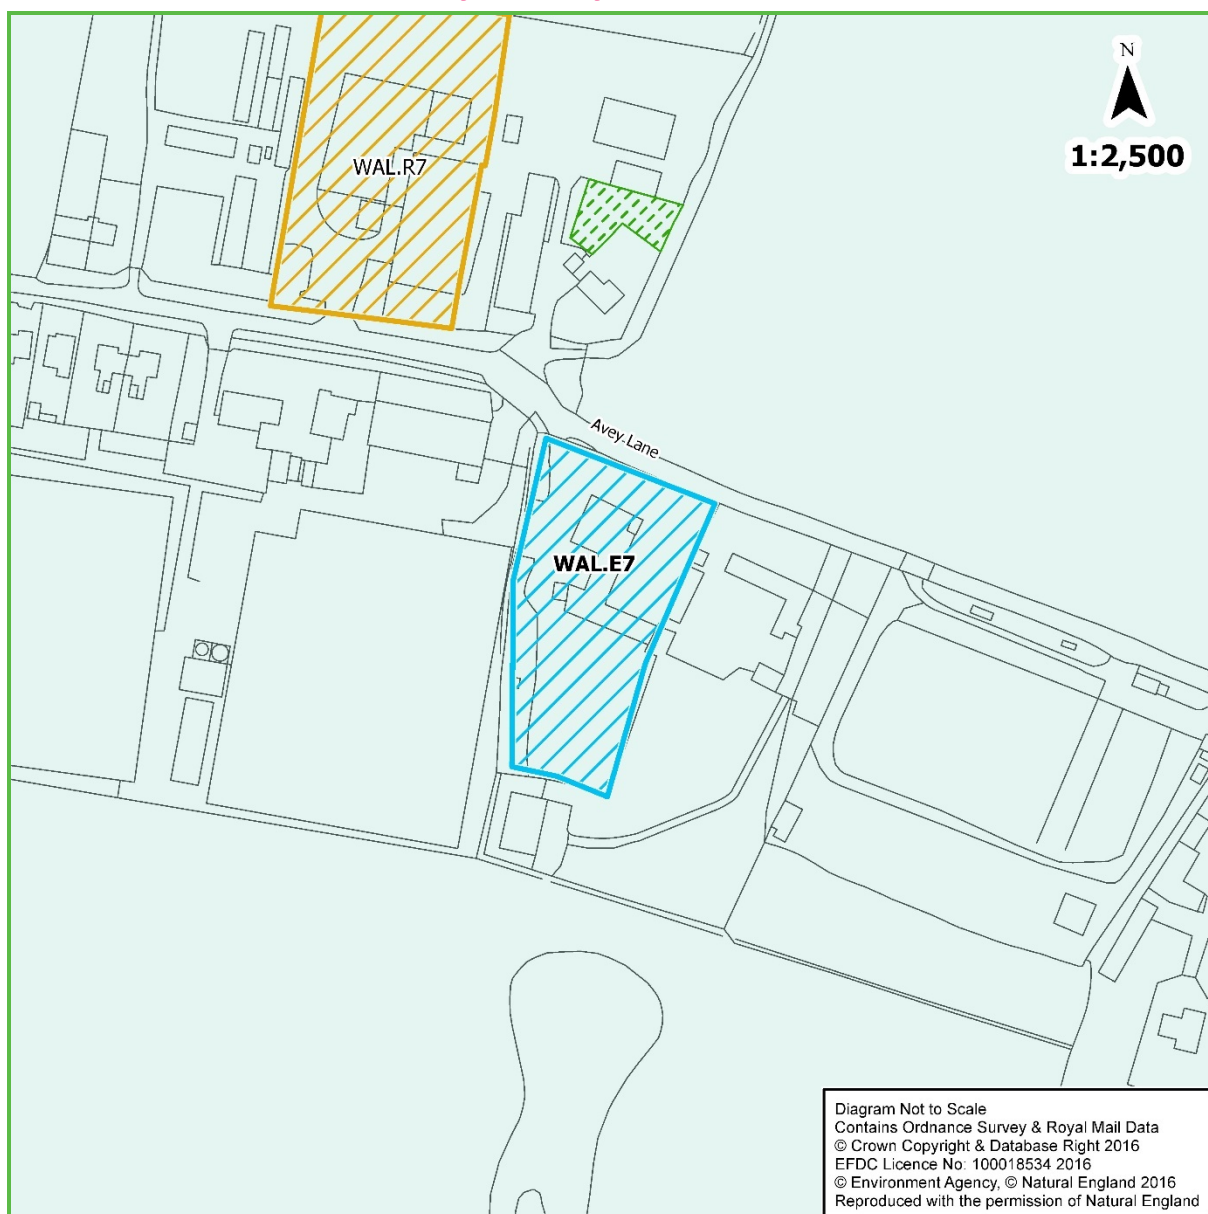 N
1:2,500
WAL.R7
Avey Lane
WAL.E7
Diagram Not to Scale
Contains Ordnance Survey & Royal Mail Data
© Crown Copyright & Database Right 2016
EFDC Licence No: 100018534 2016
© Environment Agency, © Natural England 2016
Reproduced with the permission of Natural England